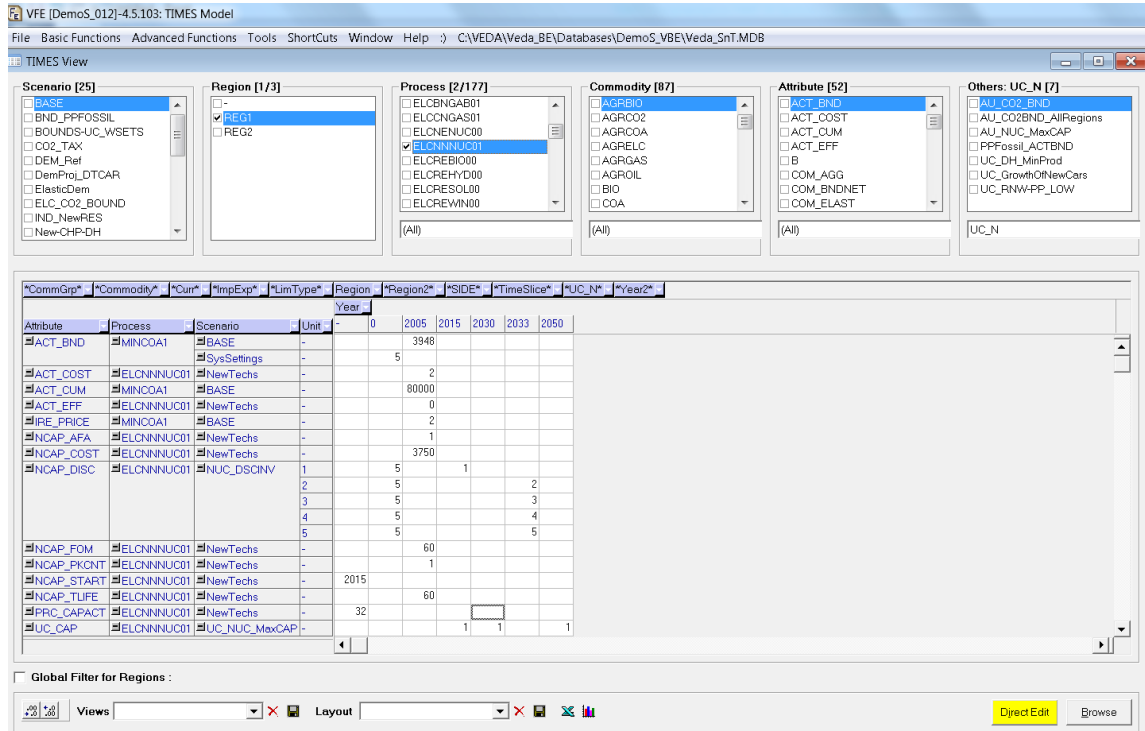 VFE [DemoS_012]-4.5.103: TIMES Model
File Basic Functions Advanced Functions Tools ShortCuts Window Help :) C:\VEDA\Veda_BE\Databases\DemoS_VBE\Veda_SnT.MDB
TIMES View
Scenario [25] Region [1/3] Process [2/177] Commodity [87] Attribute [52] Others: UC_N [7]
BASE - ELCBNGAB01 AGRBIO ACT_BND AU_CO2_BND
BND_PPFOSSIL REG1 ELCCNGAS01 AGRCO2 ACT_COST AU_CO2BND_AllRegions
BOUNDS-UC_WSETS REG2 ELCNENUC00 AGRCOA ACT_CUM AU_NUC_MaxCAP
CO2_TAX ELCNNNUC01 AGRELC ACT_EFF PPFossil_ACTBND
DEM_Ref ELCREBIO00 AGRGAS B UC_DH_MinProd
DemProj_DTCAR ELCREHYD00 AGROIL COM_AGG UC_GrowthOfNewCars
ElasticDem ELCRESOL00 BIO COM_BNDNET UC_RNW-PP_LOW
ELC_CO2_BOUND ELCREWIN00 COA COM_ELAST
IND_NewRES
New-CHP-DH
(All) (All) (All) UC_N
*CommGrp* *Commodity* *Curr* *ImpExp* *LimType* Region *Region2* *SIDE* *TimeSlice* *UC_N* *Year2*
Year
Attribute Process Scenario Unit - 0 2005 2015 2030 2033 2050
ACT_BND MINCOA1 BASE - 3948
SysSettings - 5
ACT_COST ELCNNNUC01 NewTechs - 2
ACT_CUM MINCOA1 BASE - 80000
ACT_EFF ELCNNNUC01 NewTechs - 0
IRE_PRICE MINCOA1 BASE - 2
NCAP_AFA ELCNNNUC01 NewTechs - 1
NCAP_COST ELCNNNUC01 NewTechs - 3750
NCAP_DISC ELCNNNUC01 NUC_DSCINV 1 5 1
2 5 2
3 5 3
4 5 4
5 5 5
NCAP_FOM ELCNNNUC01 NewTechs - 60
NCAP_PKCNT ELCNNNUC01 NewTechs - 1
NCAP_START ELCNNNUC01 NewTechs - 2015
NCAP_TLIFE ELCNNNUC01 NewTechs - 60
PRC_CAPACT ELCNNNUC01 NewTechs - 32
UC_CAP ELCNNNUC01 UC_NUC_MaxCAP - 1 1 1
Global Filter for Regions :
Views Layout Direct Edit Browse